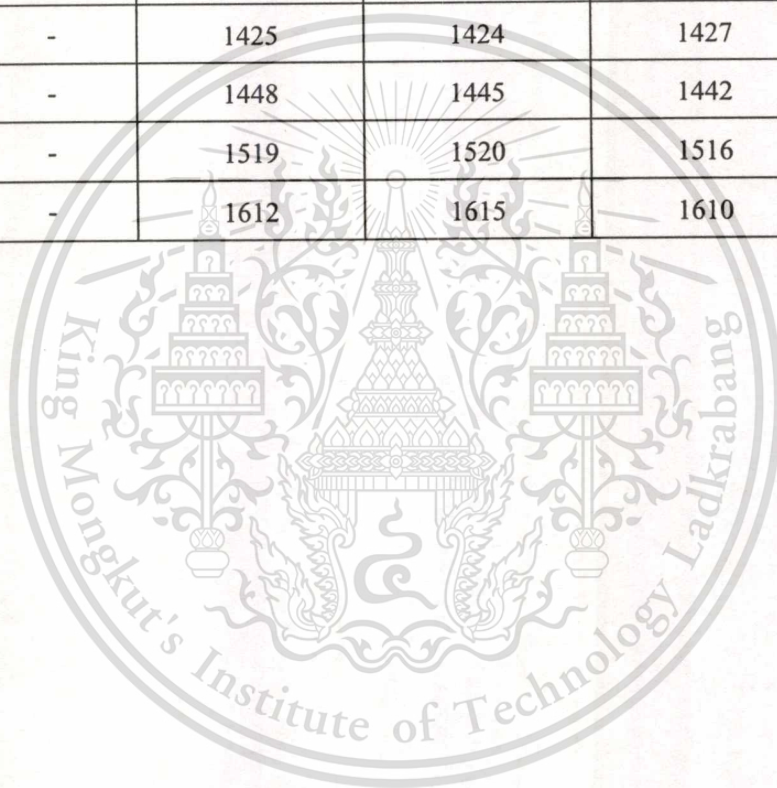 - 1425 1424 1427
- 1448 1445 1442
- 1519 1520 1516
- 1612 1615 1610
King Mongkut's Institute of Technology Ladkrabang